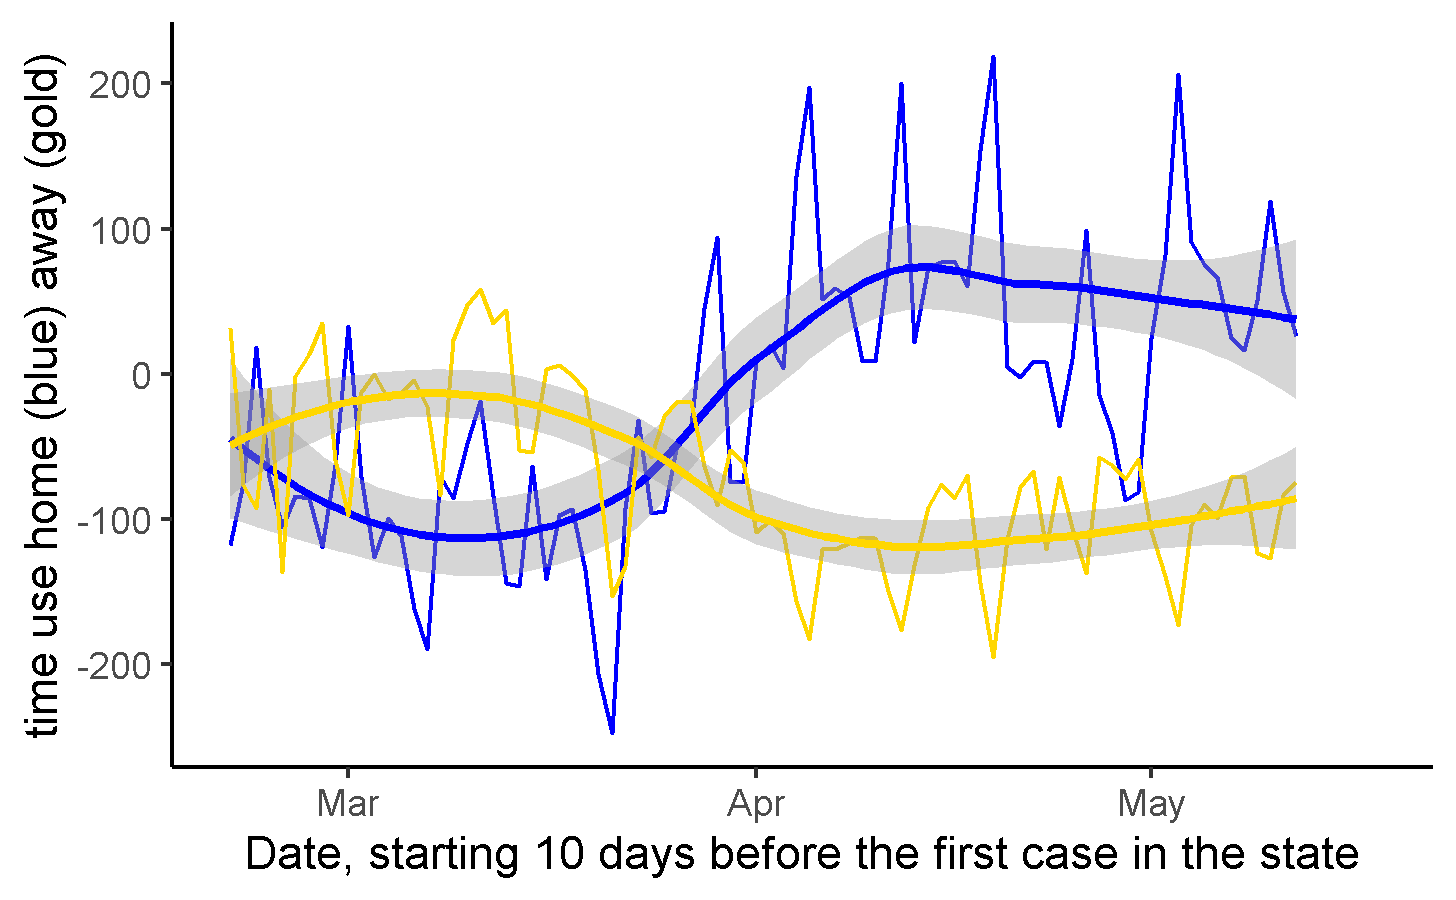 time use home (blue) away (gold)
200
100
0
-100
-200
Mar
Apr
May
Date, starting 10 days before the first case in the state